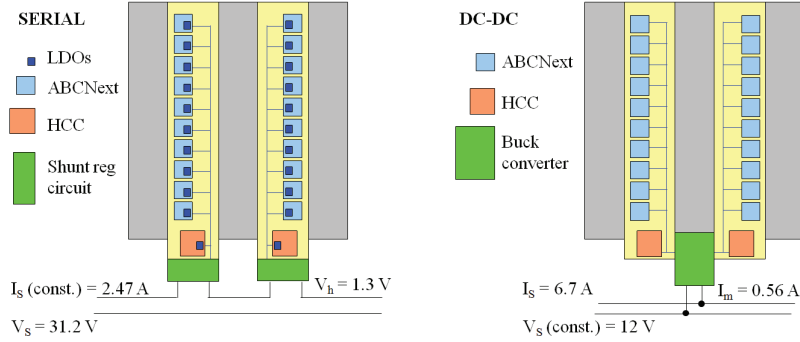 SERIAL
LDOs
ABCNext
HCC
Shunt reg
circuit
I_S (const.) = 2.47 A
V_h = 1.3 V
V_S = 31.2 V
DC-DC
ABCNext
HCC
Buck
converter
I_S = 6.7 A
I_m = 0.56 A
V_S (const.) = 12 V